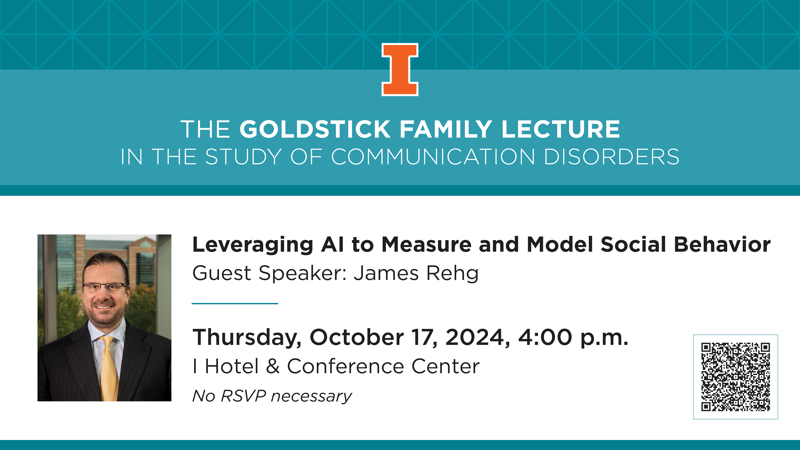 I
THE GOLDSTICK FAMILY LECTURE
IN THE STUDY OF COMMUNICATION DISORDERS
Leveraging AI to Measure and Model Social Behavior
Guest Speaker: James Rehg
Thursday, October 17, 2024, 4:00 p.m.
I Hotel & Conference Center
No RSVP necessary